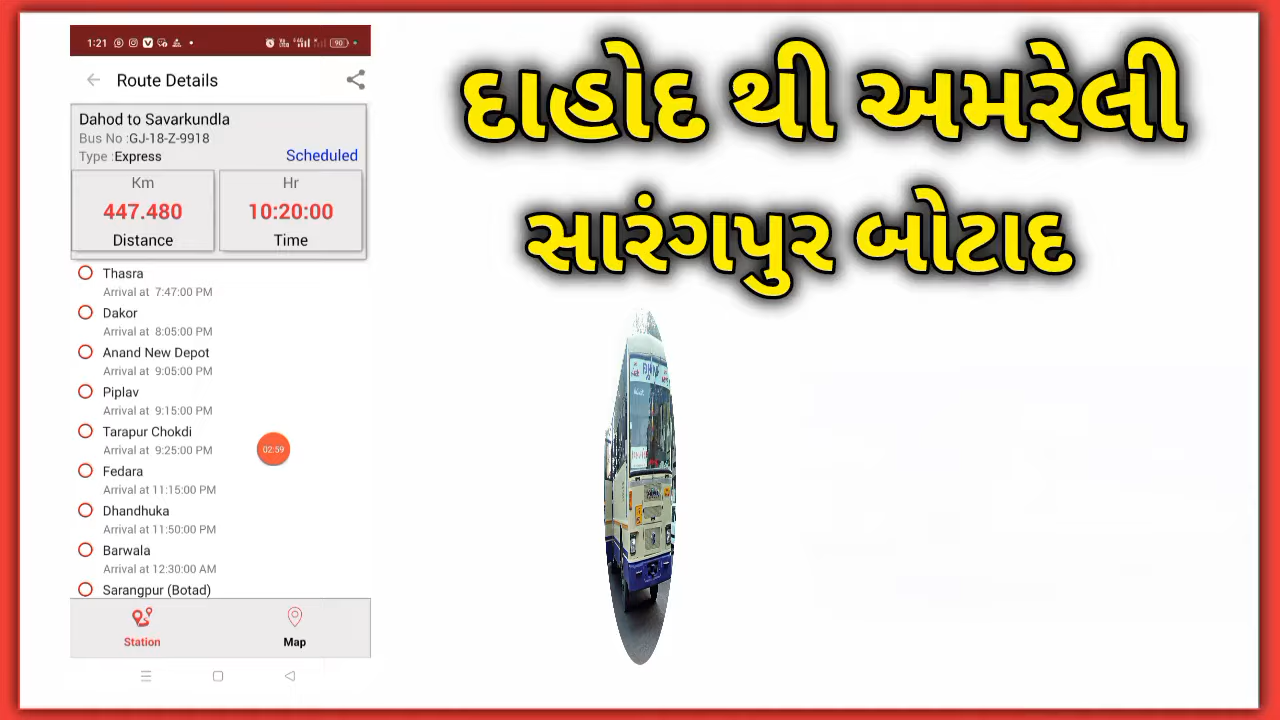 1:21
90
Route Details
Dahod to Savarkundla
Bus No :GJ-18-Z-9918
Type :Express
Scheduled
Km
447.480
Distance
Hr
10:20:00
Time
Thasra
Arrival at 7:47:00 PM
Dakor
Arrival at 8:05:00 PM
Anand New Depot
Arrival at 9:05:00 PM
Piplav
Arrival at 9:15:00 PM
Tarapur Chokdi
Arrival at 9:25:00 PM
02:59
Fedara
Arrival at 11:15:00 PM
Dhandhuka
Arrival at 11:50:00 PM
Barwala
Arrival at 12:30:00 AM
Sarangpur (Botad)
Station
Map
દાહોદ થી અમરેલી
સારંગપુર બોટાદ